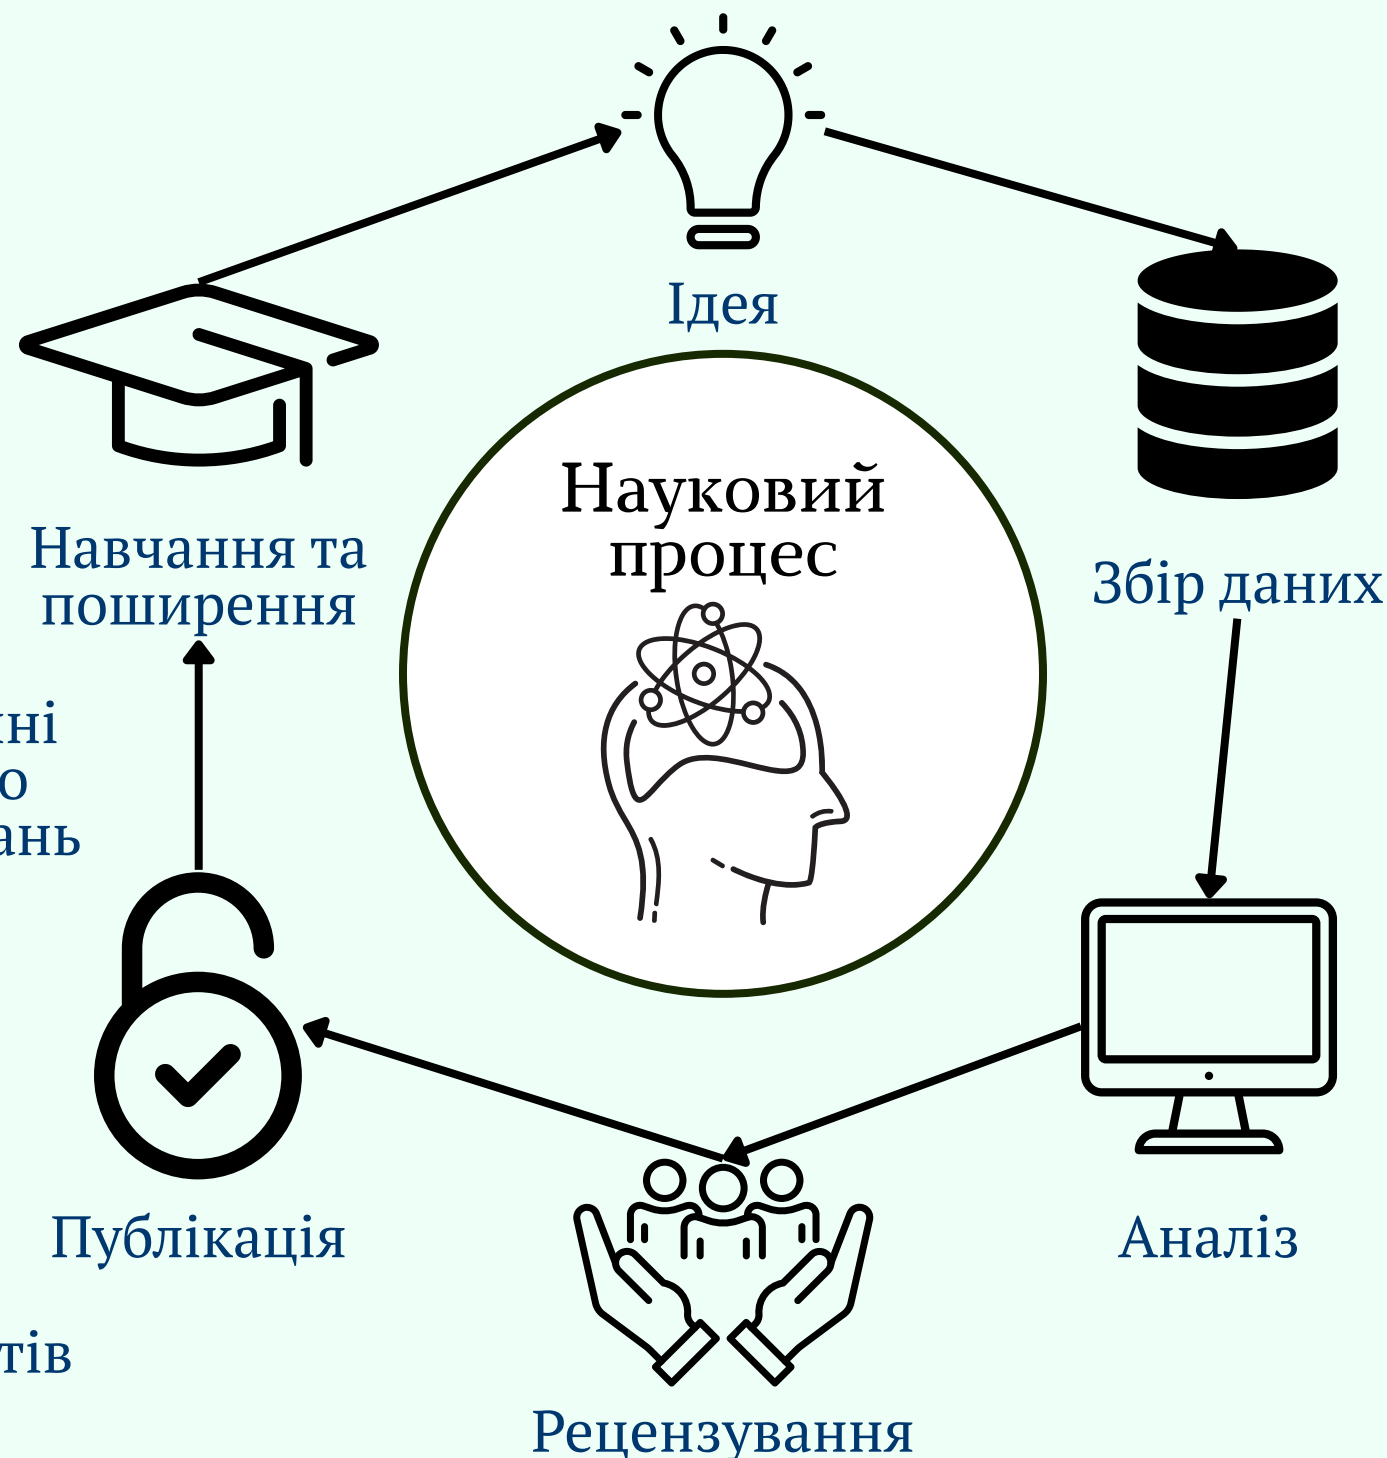 Ідея
Науковий
процес
Навчання та
поширення
Збір даних
Публікація
Аналіз
Рецензування